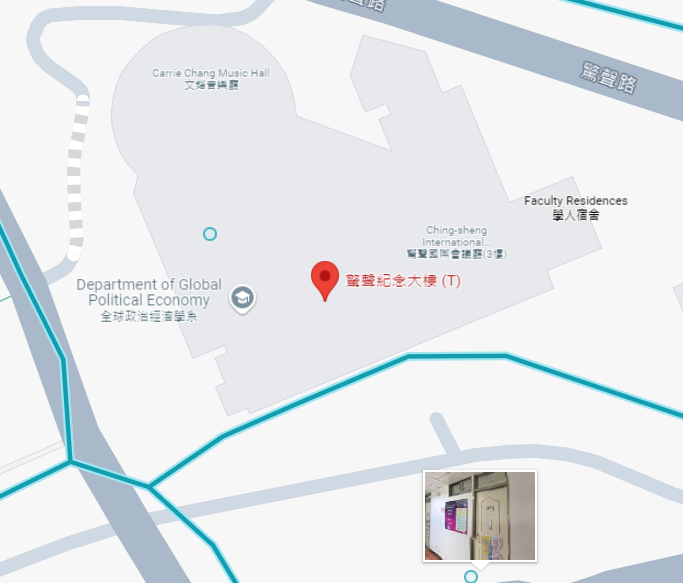 驚聲路
Carrie Chang Music Hall
文錙音樂廳
驚聲路
Faculty Residences
學人宿舍
Ching-sheng
International...
驚聲國際會議廳(3樓)
驚聲紀念大樓 (T)
Department of Global
Political Economy
全球政治經濟學系